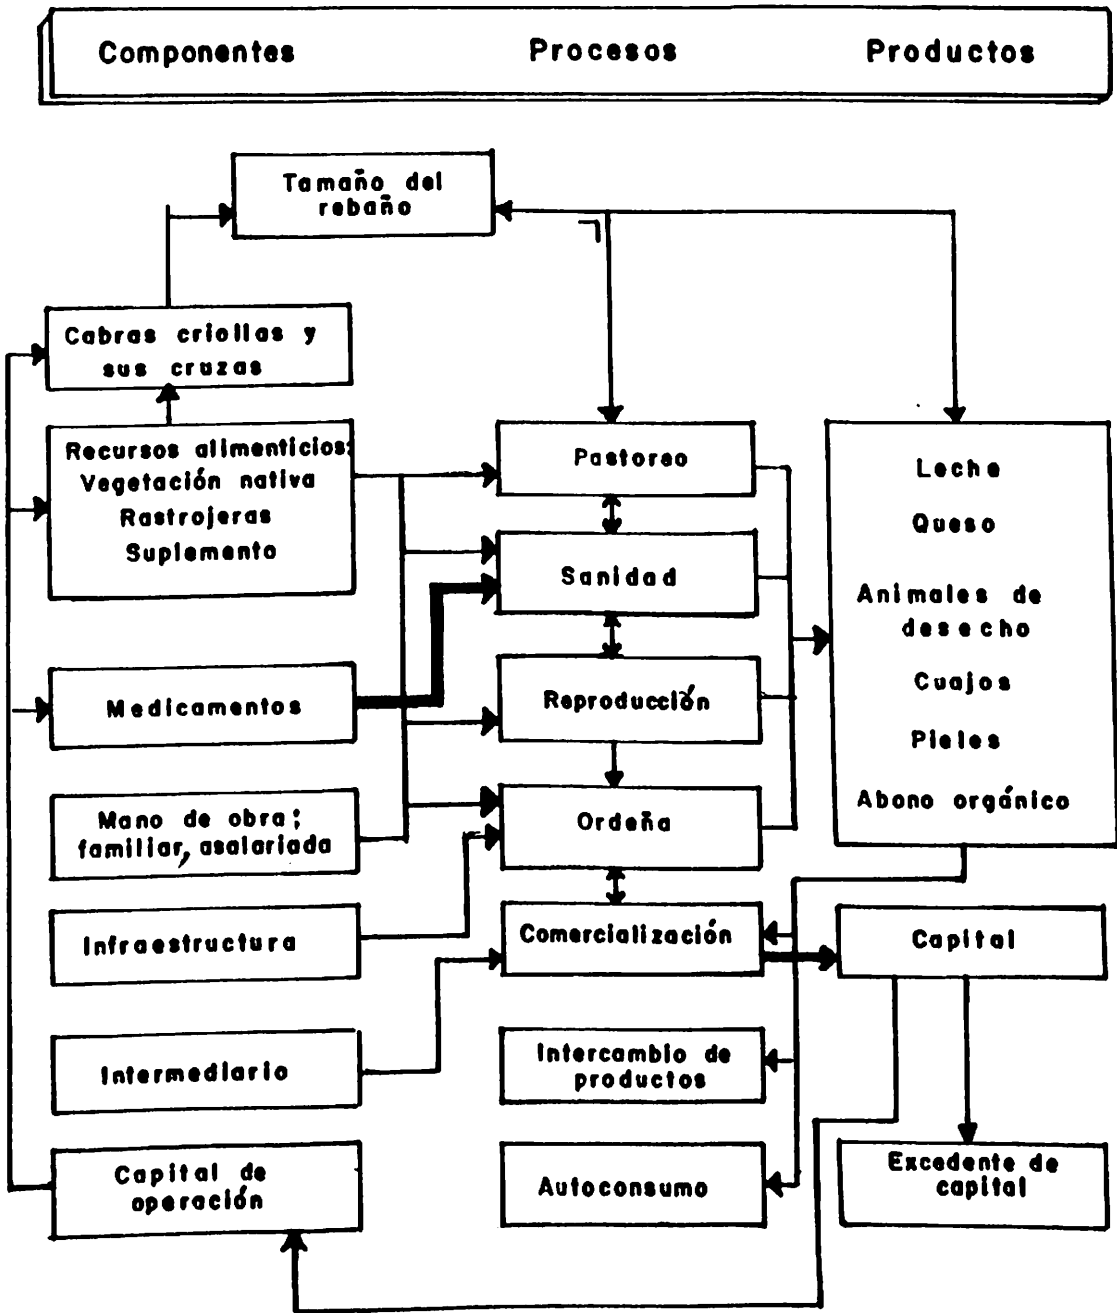 Componentes Procesos Productos
Tamaño del
rebaño
Cabras criollas y
sus cruzas
Recursos alimenticios:
Vegetación nativa
Rastrojeras
Suplemento
Medicamentos
Mano de obra;
familiar, asalariada
Infraestructura
Intermediario
Capital de
operación
Pastoreo
Sanidad
Reproducción
Ordeña
Comercialización
Intercambio de
productos
Autoconsumo
Leche
Queso
Animales de
desecho
Cuajos
Pieles
Abono orgánico
Capital
Excedente de
capital